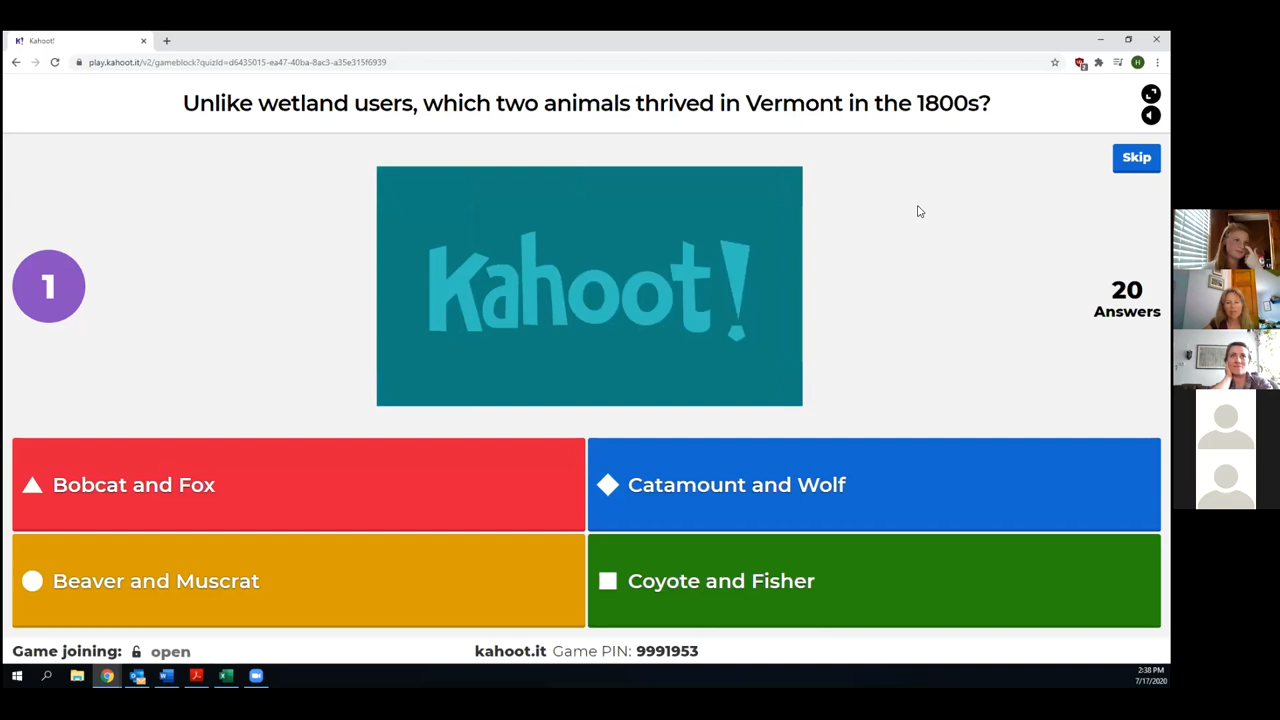 K! Kahoot!
play.kahoot.it/v2/gameblock?quizId=d6435015-ea47-40ba-8ac3-a35e315f6939
H
Unlike wetland users, which two animals thrived in Vermont in the 1800s?
Skip
Kahoot!
1
20
Answers
Bobcat and Fox
Catamount and Wolf
Beaver and Muscrat
Coyote and Fisher
Game joining: open
kahoot.it Game PIN: 9991953
2:38 PM
7/17/2020